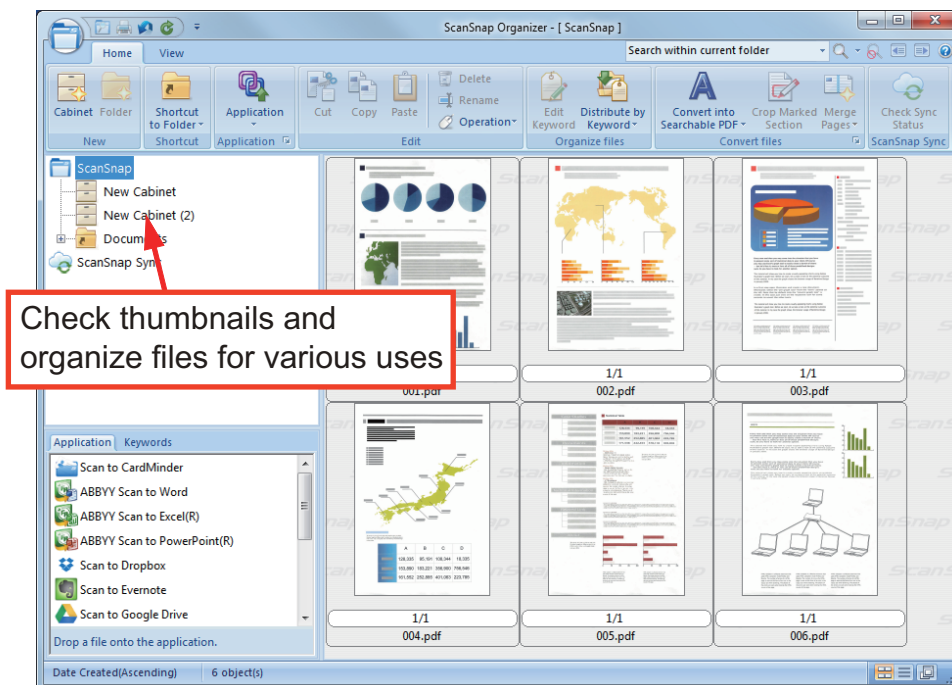 ScanSnap Organizer - [ ScanSnap ]
Home View
Search within current folder
Cabinet Folder
New
Shortcut
to Folder
Shortcut
Application
Application
Cut Copy Paste
Delete
Rename
Operation
Edit
Edit
Keyword
Distribute by
Keyword
Organize files
Convert into
Searchable PDF
Crop Marked
Section
Merge
Pages
Convert files
Check Sync
Status
ScanSnap Sync
ScanSnap
New Cabinet
New Cabinet (2)
Documents
ScanSnap Sync
Check thumbnails and
organize files for various uses
001.pdf
1/1
002.pdf
1/1
003.pdf
Application Keywords
Scan to CardMinder
ABBYY Scan to Word
ABBYY Scan to Excel(R)
ABBYY Scan to PowerPoint(R)
Scan to Dropbox
Scan to Evernote
Scan to Google Drive
Drop a file onto the application.
A B C D
1/1
004.pdf
1/1
005.pdf
1/1
006.pdf
Date Created(Ascending) 6 object(s)